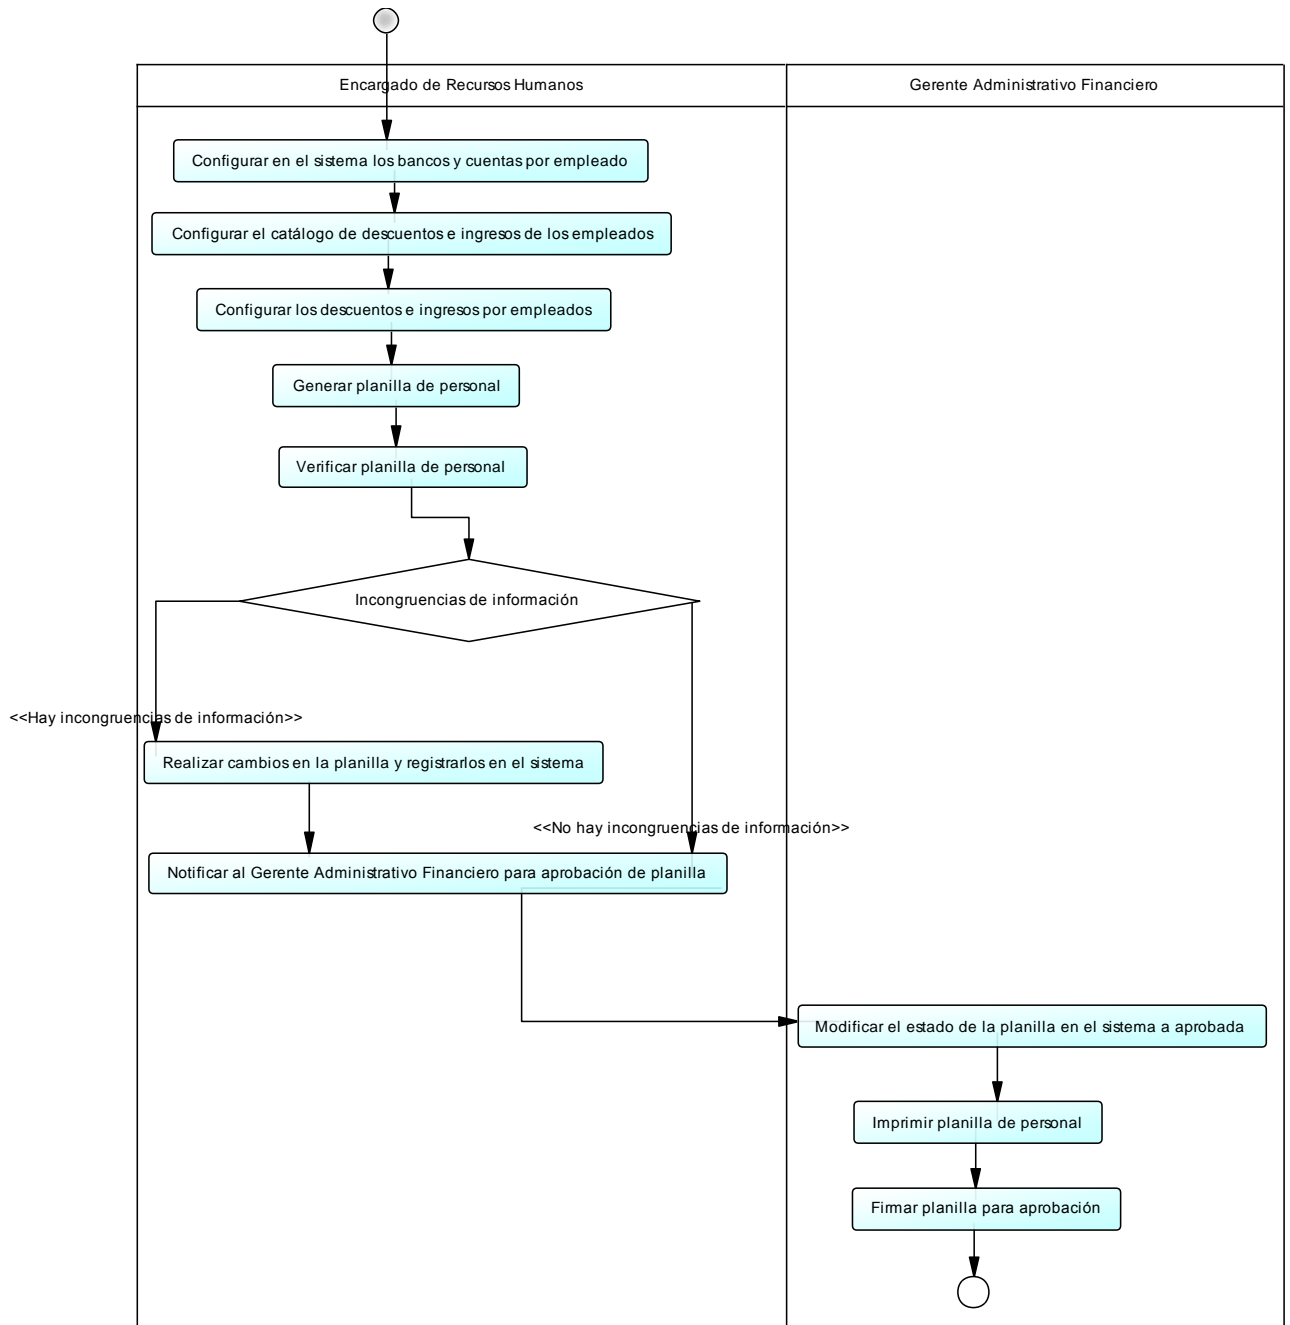 Encargado de Recursos Humanos
Gerente Administrativo Financiero
Configurar en el sistema los bancos y cuentas por empleado
Configurar el catálogo de descuentos e ingresos de los empleados
Configurar los descuentos e ingresos por empleados
Generar planilla de personal
Verificar planilla de personal
Incongruencias de información
<<Hay incongruencias de información>>
Realizar cambios en la planilla y registrarlos en el sistema
<<No hay incongruencias de información>>
Notificar al Gerente Administrativo Financiero para aprobación de planilla
Modificar el estado de la planilla en el sistema a aprobada
Imprimir planilla de personal
Firmar planilla para aprobación